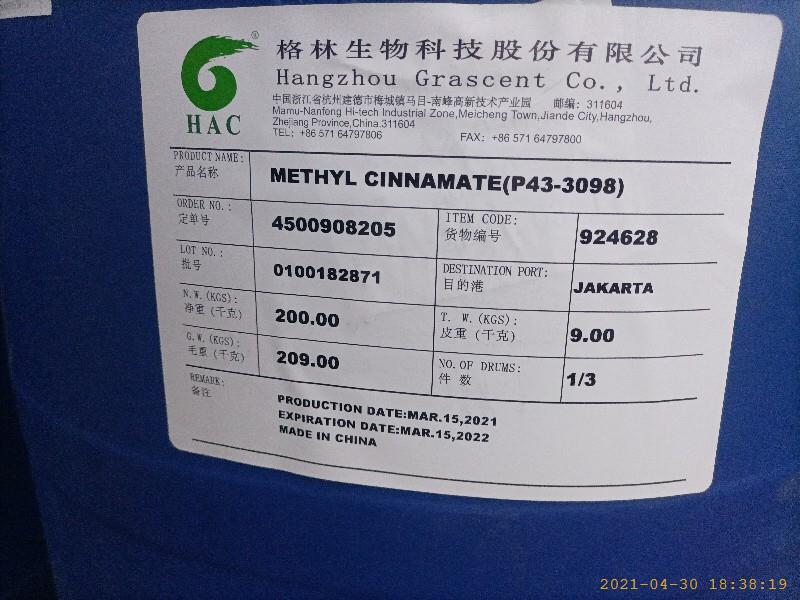 格林生物科技股份有限公司
Hangzhou Grascent Co., Ltd.
HAC
®
中国浙江省杭州建德市梅城镇马目-南峰高新技术产业园 邮编: 311604
Mamu-Nanfeng Hi-tech Industrial Zone,Meicheng Town,Jiande City,Hangzhou,
Zhejiang Province,China.311604
TEL: +86 571 64797806 FAX: +86 571 64797800
PRODUCT NAME:
产品名称
METHYL CINNAMATE(P43-3098)
ORDER NO.:
定单号
4500908205
ITEM CODE:
货物编号
924628
LOT NO.:
批号
0100182871
DESTINATION PORT:
目的港
JAKARTA
N.W.(KGS):
净重 (千克)
200.00
T. W.(KGS):
皮重 (千克)
9.00
G.W.(KGS):
毛重 (千克)
209.00
NO.OF DRUMS:
件 数
1/3
REMARK:
备注
PRODUCTION DATE:MAR.15,2021
EXPIRATION DATE:MAR.15,2022
MADE IN CHINA
2021-04-30 18:38:19